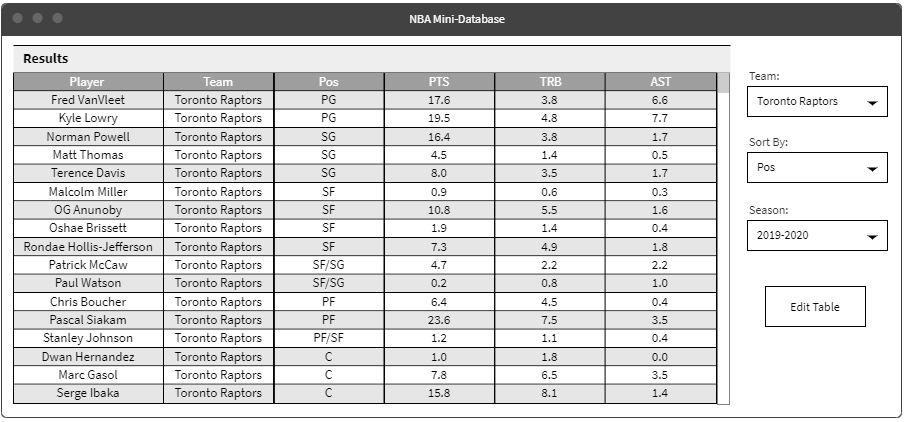 NBA Mini-Database
Results
Player Team Pos PTS TRB AST
Fred VanVleet Toronto Raptors PG 17.6 3.8 6.6
Kyle Lowry Toronto Raptors PG 19.5 4.8 7.7
Norman Powell Toronto Raptors SG 16.4 3.8 1.7
Matt Thomas Toronto Raptors SG 4.5 1.4 0.5
Terence Davis Toronto Raptors SG 8.0 3.5 1.7
Malcolm Miller Toronto Raptors SF 0.9 0.6 0.3
OG Anunoby Toronto Raptors SF 10.8 5.5 1.6
Oshae Brissett Toronto Raptors SF 1.9 1.4 0.4
Rondae Hollis-Jefferson Toronto Raptors SF 7.3 4.9 1.8
Patrick McCaw Toronto Raptors SF/SG 4.7 2.2 2.2
Paul Watson Toronto Raptors SF/SG 0.2 0.8 1.0
Chris Boucher Toronto Raptors PF 6.4 4.5 0.4
Pascal Siakam Toronto Raptors PF 23.6 7.5 3.5
Stanley Johnson Toronto Raptors PF/SF 1.2 1.1 0.4
Dwan Hernandez Toronto Raptors C 1.0 1.8 0.0
Marc Gasol Toronto Raptors C 7.8 6.5 3.5
Serge Ibaka Toronto Raptors C 15.8 8.1 1.4
Team:
Toronto Raptors
Sort By:
Pos
Season:
2019-2020
Edit Table